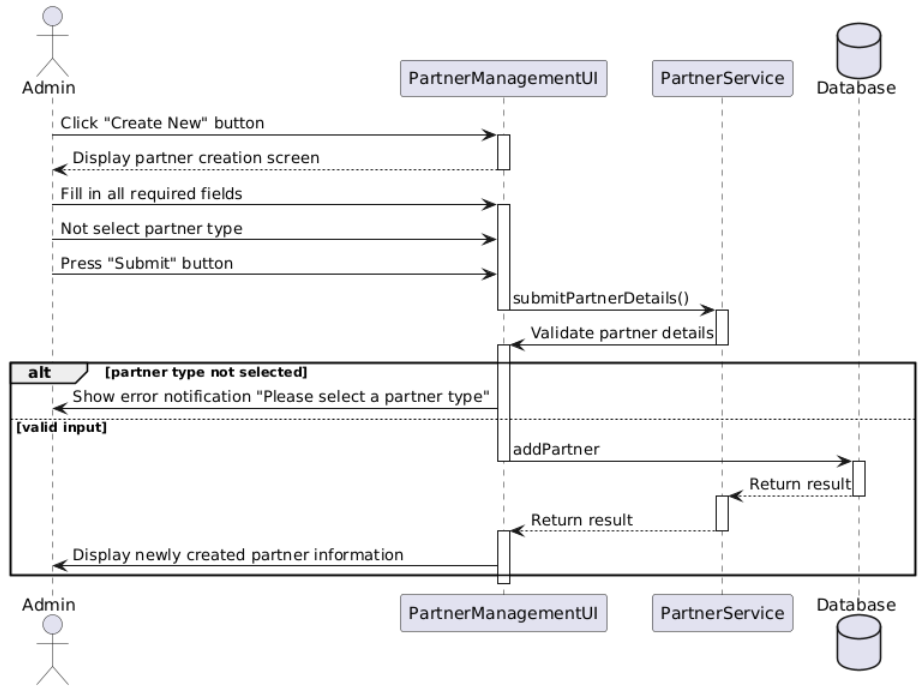 Admin
PartnerManagementUI
PartnerService
Database
Click "Create New" button
Display partner creation screen
Fill in all required fields
Not select partner type
Press "Submit" button
submitPartnerDetails()
Validate partner details
alt [partner type not selected]
Show error notification "Please select a partner type"
[valid input]
addPartner
Return result
Return result
Display newly created partner information
Admin
PartnerManagementUI
PartnerService
Database